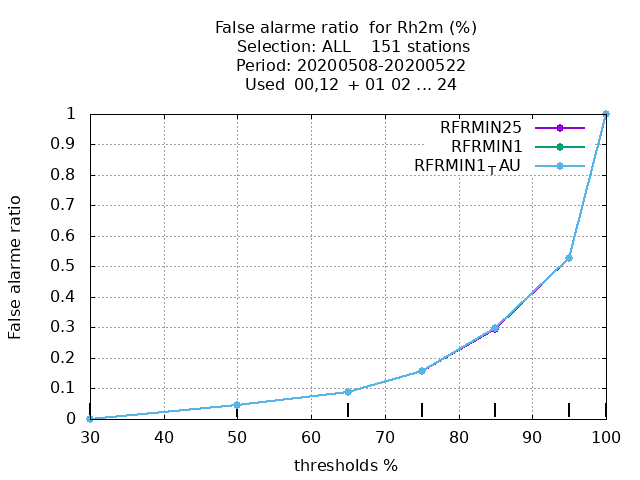 False alarme ratio  for Rh2m (%)
Selection: ALL    151 stations
Period: 20200508-20200522
Used  00,12  + 01 02 ... 24
1
0.9
0.8
0.7
0.6
0.5
0.4
0.3
0.2
0.1
0
False alarme ratio
RFRMIN25
RFRMIN1
RFRMIN1TAU
30 40 50 60 70 80 90 100
thresholds %